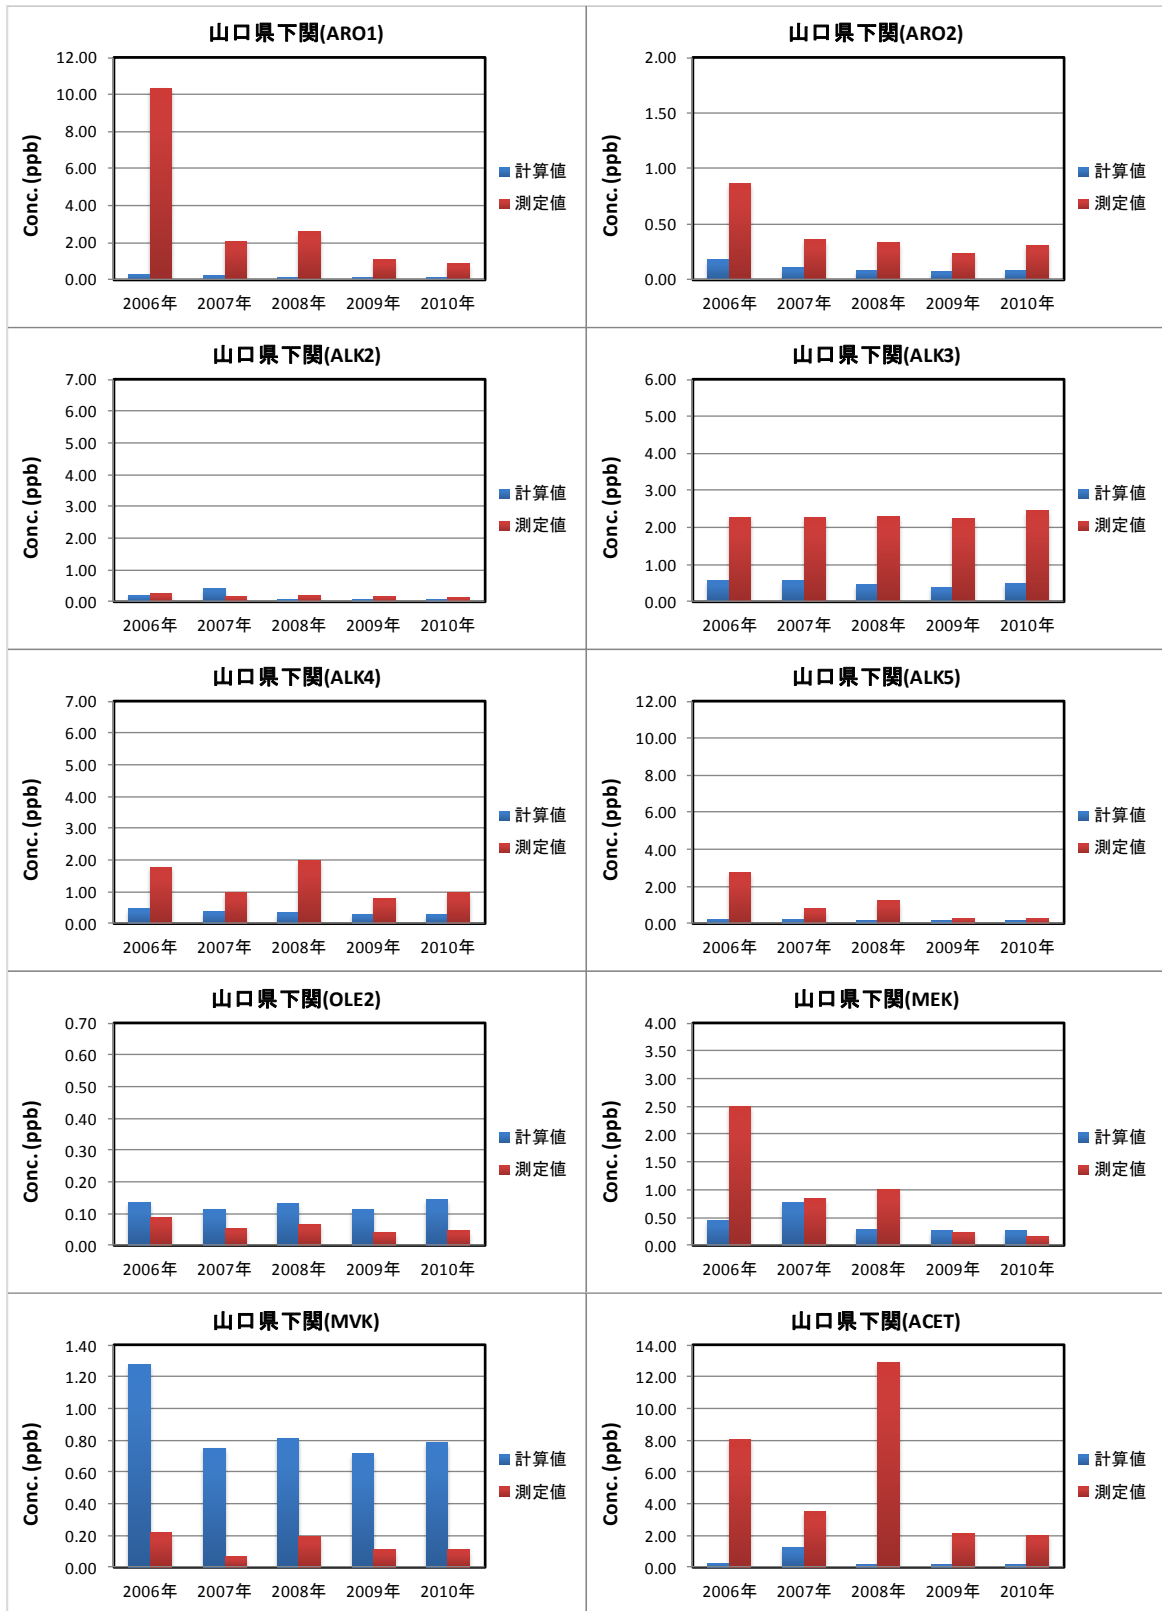 山口県下関(ARO1)
Conc. (ppb)
12.00
10.00
8.00
6.00
4.00
2.00
0.00
2006年 2007年 2008年 2009年 2010年
計算値
測定値
山口県下関(ARO2)
Conc. (ppb)
2.00
1.50
1.00
0.50
0.00
2006年 2007年 2008年 2009年 2010年
計算値
測定値
山口県下関(ALK2)
Conc. (ppb)
7.00
6.00
5.00
4.00
3.00
2.00
1.00
0.00
2006年 2007年 2008年 2009年 2010年
計算値
測定値
山口県下関(ALK3)
Conc. (ppb)
6.00
5.00
4.00
3.00
2.00
1.00
0.00
2006年 2007年 2008年 2009年 2010年
計算値
測定値
山口県下関(ALK4)
Conc. (ppb)
7.00
6.00
5.00
4.00
3.00
2.00
1.00
0.00
2006年 2007年 2008年 2009年 2010年
計算値
測定値
山口県下関(ALK5)
Conc. (ppb)
12.00
10.00
8.00
6.00
4.00
2.00
0.00
2006年 2007年 2008年 2009年 2010年
計算値
測定値
山口県下関(OLE2)
Conc. (ppb)
0.70
0.60
0.50
0.40
0.30
0.20
0.10
0.00
2006年 2007年 2008年 2009年 2010年
計算値
測定値
山口県下関(MEK)
Conc. (ppb)
4.00
3.50
3.00
2.50
2.00
1.50
1.00
0.50
0.00
2006年 2007年 2008年 2009年 2010年
計算値
測定値
山口県下関(MVK)
Conc. (ppb)
1.40
1.20
1.00
0.80
0.60
0.40
0.20
0.00
2006年 2007年 2008年 2009年 2010年
計算値
測定値
山口県下関(ACET)
Conc. (ppb)
14.00
12.00
10.00
8.00
6.00
4.00
2.00
0.00
2006年 2007年 2008年 2009年 2010年
計算値
測定値